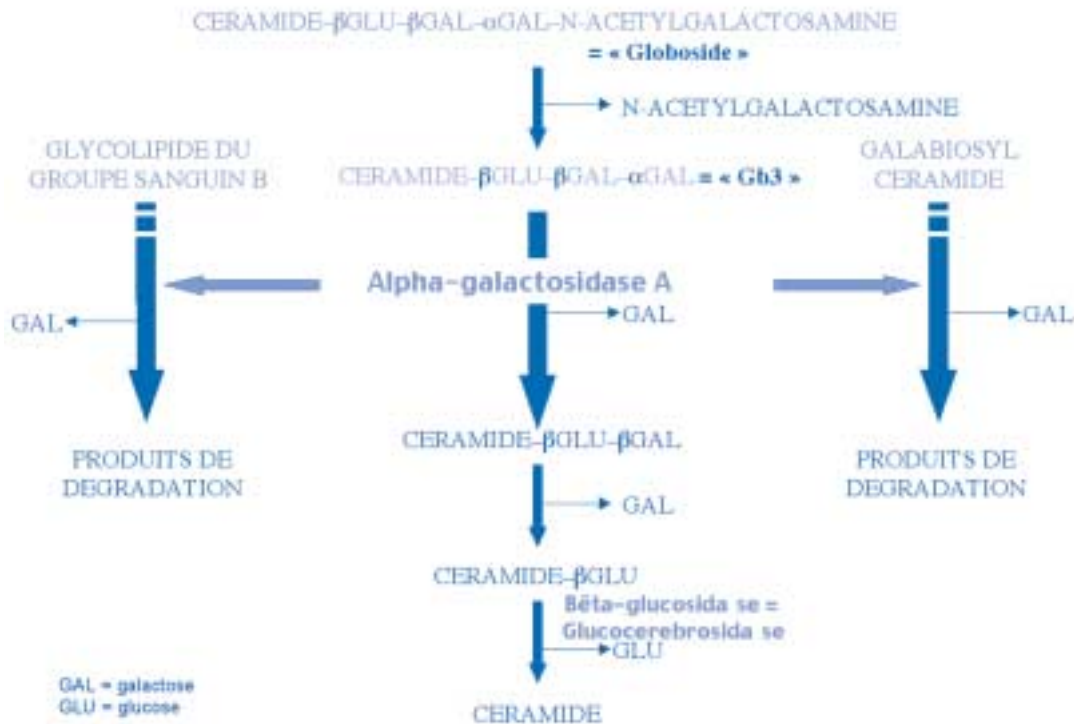 CERAMIDE–βGLU–βGAL–αGAL–N-ACETYLGALACTOSAMINE
= « Globoside »
N-ACETYLGALACTOSAMINE
GLYCOLIPIDE DU
GROUPE SANGUIN B
CERAMIDE–βGLU–βGAL–αGAL = « Gb3 »
GALABIOSYL
CERAMIDE
Alpha-galactosidase A
GAL
GAL
GAL
CERAMIDE–βGLU–βGAL
PRODUITS DE
DEGRADATION
PRODUITS DE
DEGRADATION
GAL
CERAMIDE–βGLU
Bêta-glucosida se =
Glucocerebrosida se
GLU
GAL = galactose
GLU = glucose
CERAMIDE